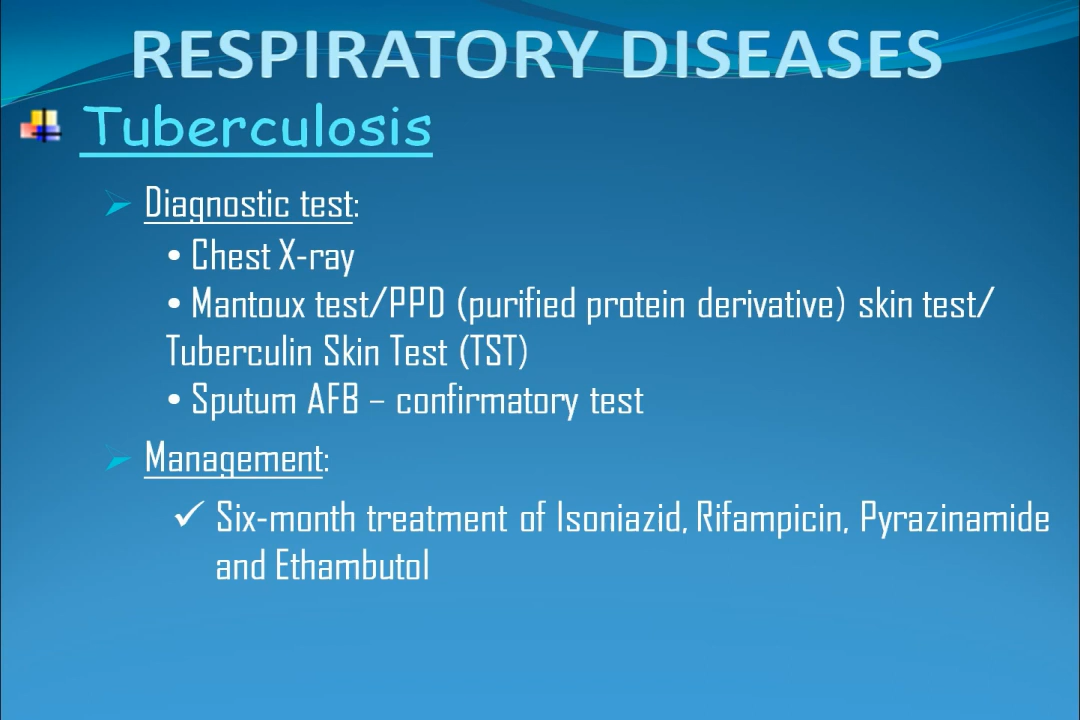 RESPIRATORY DISEASES
Tuberculosis
Diagnostic test:
• Chest X-ray
• Mantoux test/PPD (purified protein derivative) skin test/
Tuberculin Skin Test (TST)
• Sputum AFB – confirmatory test
Management:
✓ Six-month treatment of Isoniazid, Rifampicin, Pyrazinamide
and Ethambutol